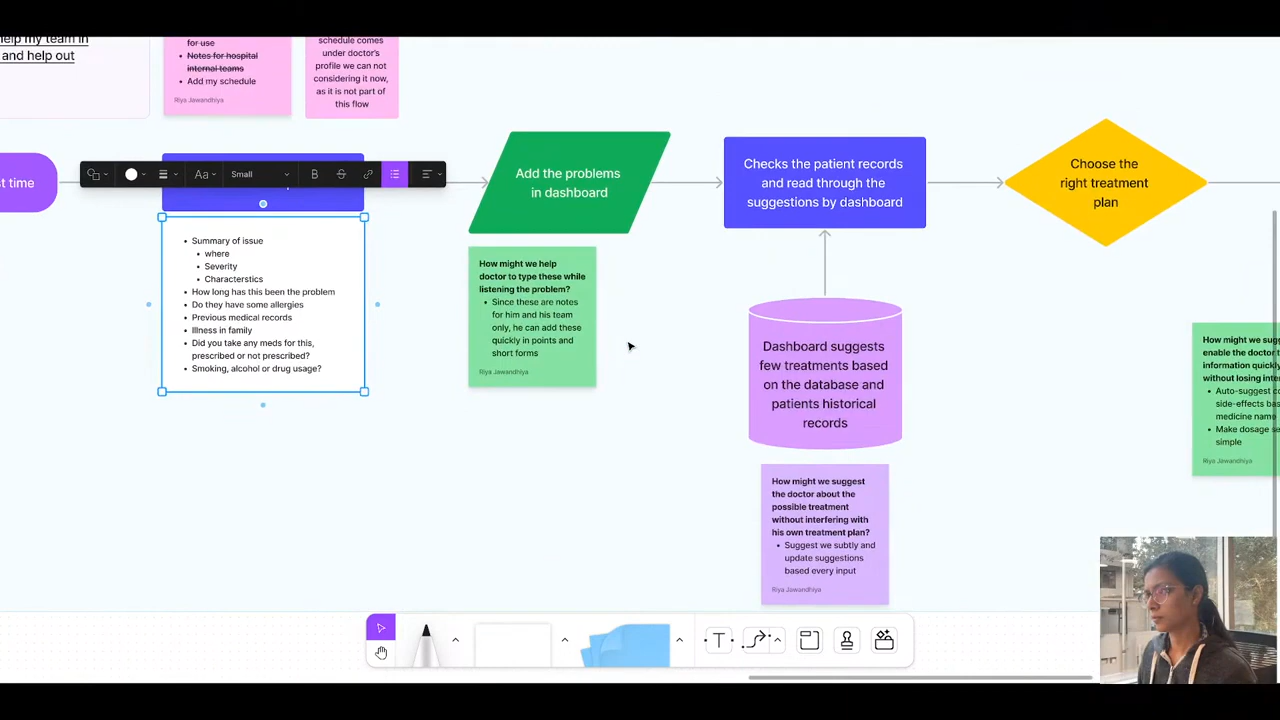 help my team in
and help out
for use
• Notes for hospital
internal teams
• Add my schedule
Riya Jawandhiya
schedule comes
under doctor's
profile we can not
considering it now,
as it is not part of
this flow
st time
Aa
Small
B
S
Add the problems
in dashboard
Checks the patient records
and read through the
suggestions by dashboard
Choose the
right treatment
plan
• Summary of issue
• where
• Severity
• Characterstics
• How long has this been the problem
• Do they have some allergies
• Previous medical records
• Illness in family
• Did you take any meds for this,
prescribed or not prescribed?
• Smoking, alcohol or drug usage?
How might we help
doctor to type these while
listening the problem?
• Since these are notes
for him and his team
only, he can add these
quickly in points and
short forms
Riya Jawandhiya
Dashboard suggests
few treatments based
on the database and
patients historical
records
How might we suggest
the doctor about the
possible treatment
without interfering with
his own treatment plan?
• Suggest we subtly and
update suggestions
based every input
Riya Jawandhiya
How might we
enable the doctor
information quickly
without losing
• Auto-suggest
side-effects
medicine name
• Make dosage
simple
Riya Jawandhiya
T